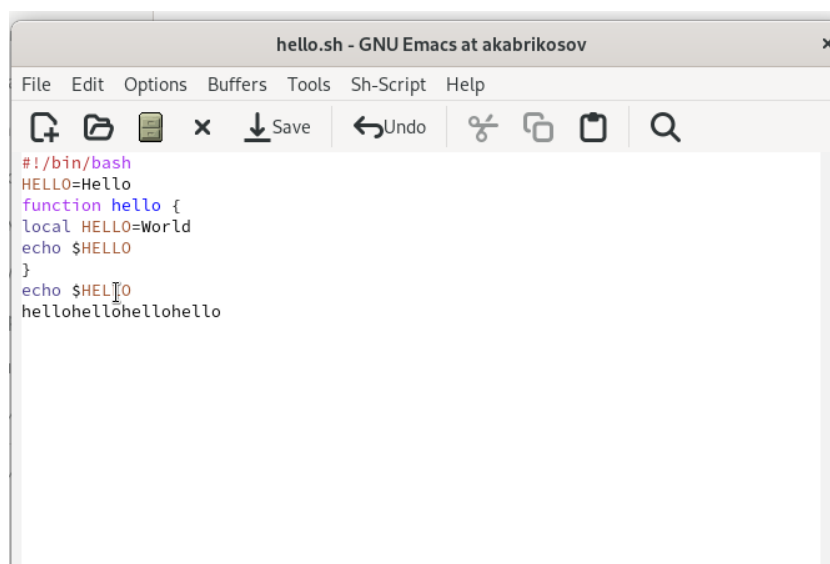 hello.sh - GNU Emacs at akabrikosov
File Edit Options Buffers Tools Sh-Script Help
Save Undo
#!/bin/bash
HELLO=Hello
function hello {
local HELLO=World
echo $HELLO
}
echo $HELLO
hellohellohellohello